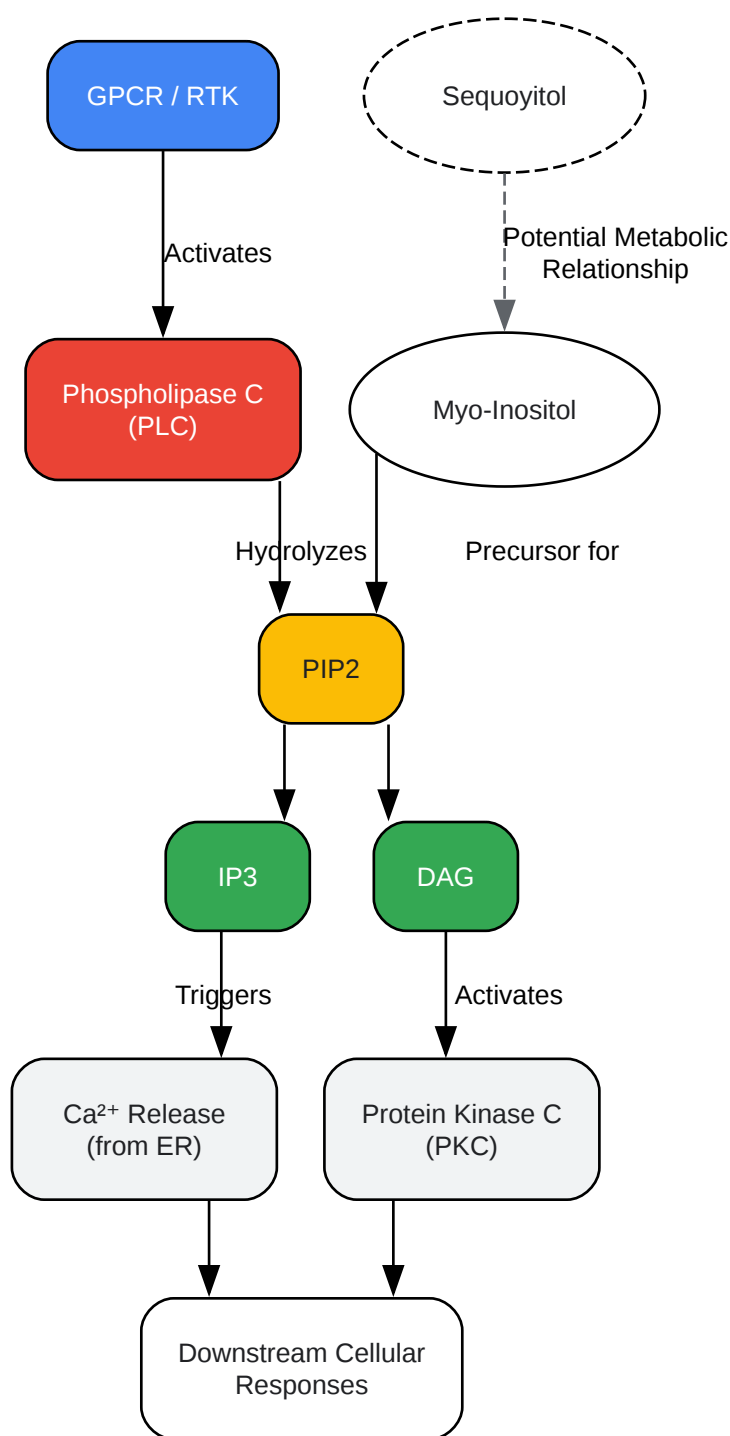 GPCR / RTK
Sequoyitol
Activates
Potential Metabolic
Relationship
Phospholipase C
(PLC)
Myo-Inositol
Hydrolyzes
Precursor for
PIP2
IP3
DAG
Triggers
Activates
Ca²⁺ Release
(from ER)
Protein Kinase C
(PKC)
Downstream Cellular
Responses